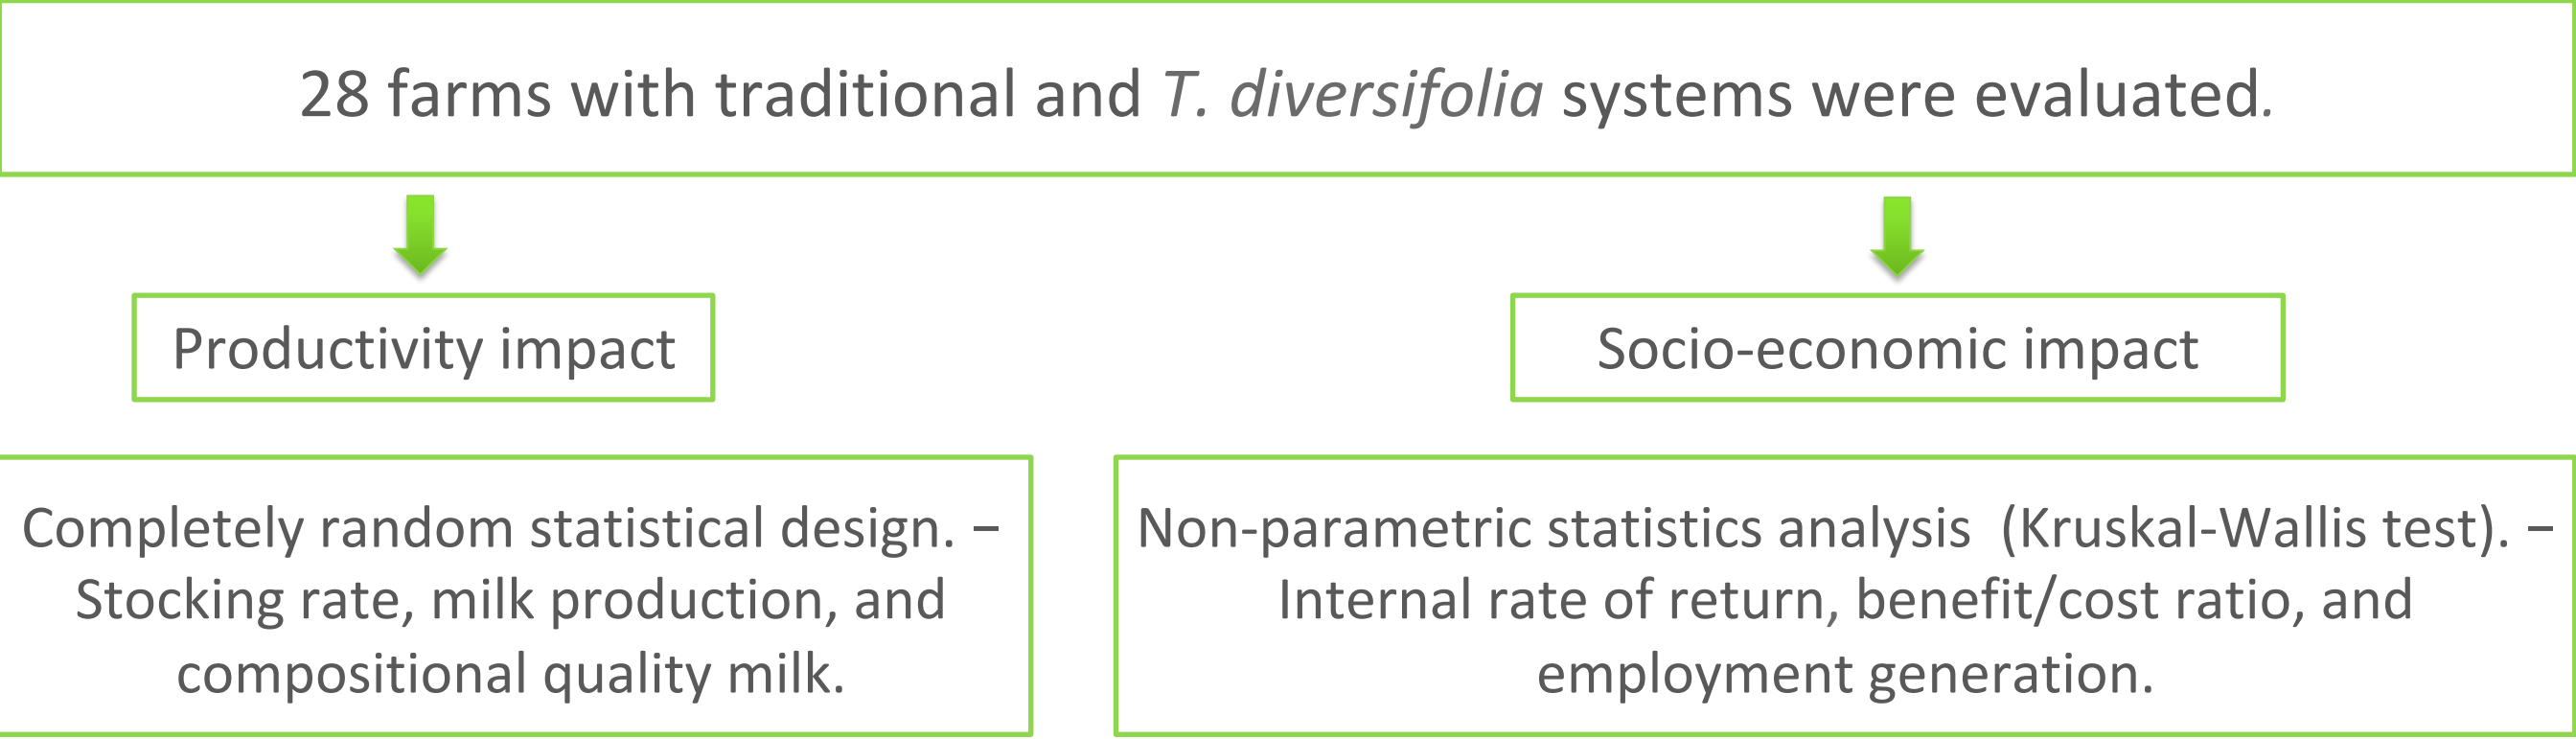 28 farms with traditional and T. diversifolia systems were evaluated.
Productivity impact
Socio-economic impact
Completely random statistical design. −
Stocking rate, milk production, and
compositional quality milk.
Non-parametric statistics analysis  (Kruskal-Wallis test). −
Internal rate of return, benefit/cost ratio, and
employment generation.